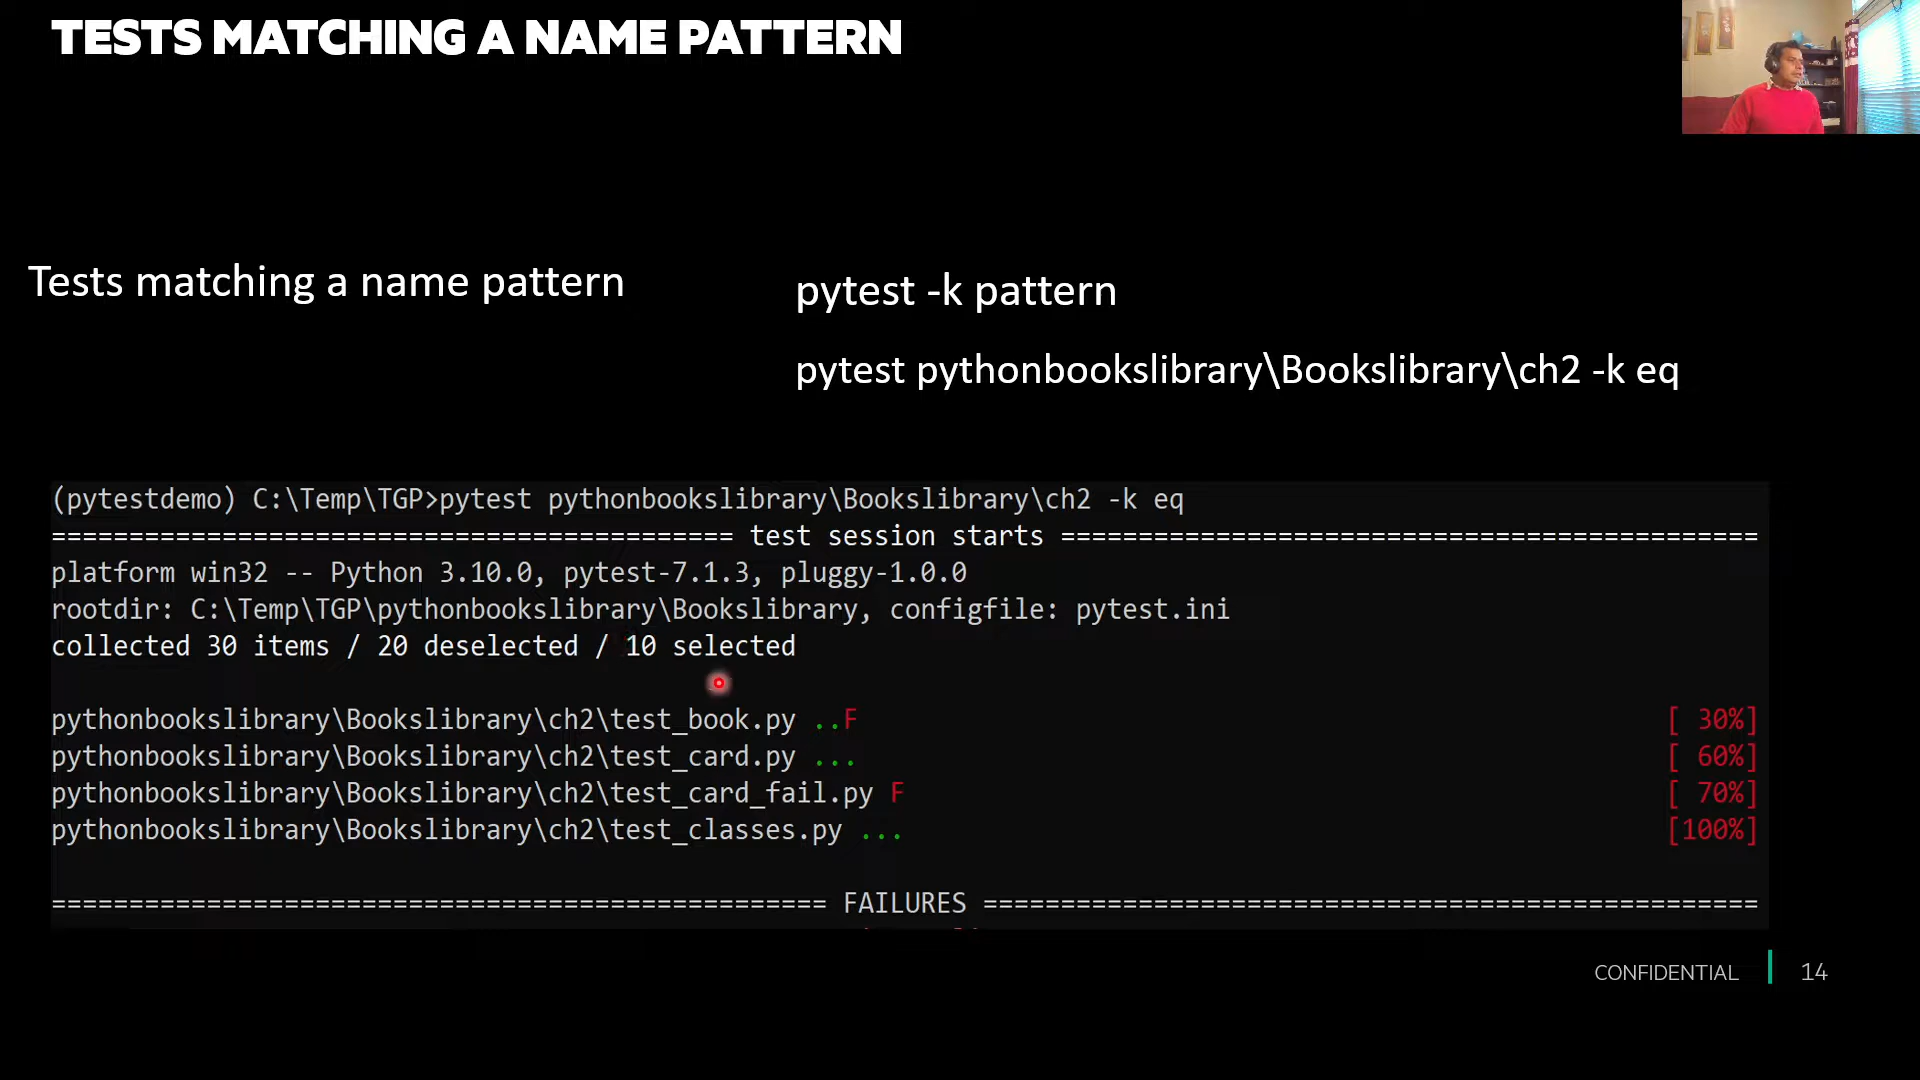 TESTS MATCHING A NAME PATTERN
Tests matching a name pattern
pytest -k pattern
pytest pythonbookslibrary\Bookslibrary\ch2 -k eq
(pytestdemo) C:\Temp\TGP>pytest pythonbookslibrary\Bookslibrary\ch2 -k eq
============================================ test session starts =============================================
platform win32 -- Python 3.10.0, pytest-7.1.3, pluggy-1.0.0
rootdir: C:\Temp\TGP\pythonbookslibrary\Bookslibrary, configfile: pytest.ini
collected 30 items / 20 deselected / 10 selected
pythonbookslibrary\Bookslibrary\ch2\test_book.py ..F [ 30%]
pythonbookslibrary\Bookslibrary\ch2\test_card.py ... [ 60%]
pythonbookslibrary\Bookslibrary\ch2\test_card_fail.py F [ 70%]
pythonbookslibrary\Bookslibrary\ch2\test_classes.py ... [100%]
================================================== FAILURES ==================================================
CONFIDENTIAL 14